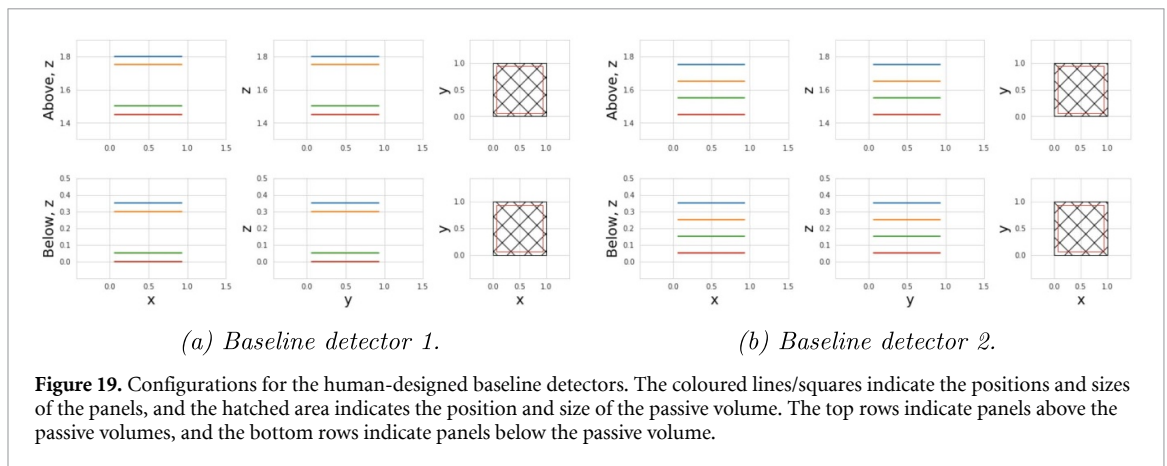 1.8
1.6
1.4
Above, z
0.0 0.5 1.0 1.5
1.8
1.6
1.4
z
0.0 0.5 1.0 1.5
1.0
0.5
0.0
y
0.0 0.5 1.0
1.8
1.6
1.4
Above, z
0.0 0.5 1.0 1.5
1.8
1.6
1.4
z
0.0 0.5 1.0 1.5
1.0
0.5
0.0
y
0.0 0.5 1.0
0.5
0.4
0.3
0.2
0.1
0.0
Below, z
0.0 0.5 1.0 1.5
x
0.5
0.4
0.3
0.2
0.1
0.0
z
0.0 0.5 1.0 1.5
y
1.0
0.5
0.0
y
0.0 0.5 1.0
x
0.5
0.4
0.3
0.2
0.1
0.0
Below, z
0.0 0.5 1.0 1.5
x
0.5
0.4
0.3
0.2
0.1
0.0
z
0.0 0.5 1.0 1.5
y
1.0
0.5
0.0
y
0.0 0.5 1.0
x
(a) Baseline detector 1.
(b) Baseline detector 2.
Figure 19. Configurations for the human-designed baseline detectors. The coloured lines/squares indicate the positions and sizes
of the panels, and the hatched area indicates the position and size of the passive volume. The top rows indicate panels above the
passive volumes, and the bottom rows indicate panels below the passive volume.